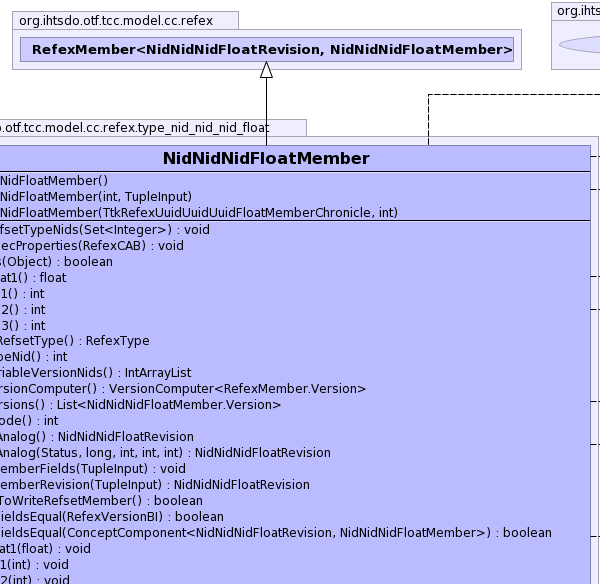 org.ihtsdo.otf.tcc.model.cc.refex
org.ihts
RefexMember<NidNidNidFloatRevision, NidNidNidFloatMember>
o.otf.tcc.model.cc.refex.type_nid_nid_nid_float
NidNidNidFloatMember
NidFloatMember()
NidFloatMember(int, TupleInput)
NidFloatMember(TtkRefexUuidUuidUuidFloatMemberChronicle, int)
fsetTypeNids(Set<Integer>) : void
ecProperties(RefexCAB) : void
s(Object) : boolean
at1() : float
1() : int
2() : int
3() : int
RefsetType() : RefexType
peNid() : int
riableVersionNids() : IntArrayList
rsionComputer() : VersionComputer<RefexMember.Version>
rsions() : List<NidNidNidFloatMember.Version>
ode() : int
Analog() : NidNidNidFloatRevision
Analog(Status, long, int, int, int) : NidNidNidFloatRevision
emberFields(TupleInput) : void
emberRevision(TupleInput) : NidNidNidFloatRevision
ToWriteRefsetMember() : boolean
ieldsEqual(RefexVersionBI) : boolean
ieldsEqual(ConceptComponent<NidNidNidFloatRevision, NidNidNidFloatMember>) : boolean
at1(float) : void
1(int) : void
2(int) : void